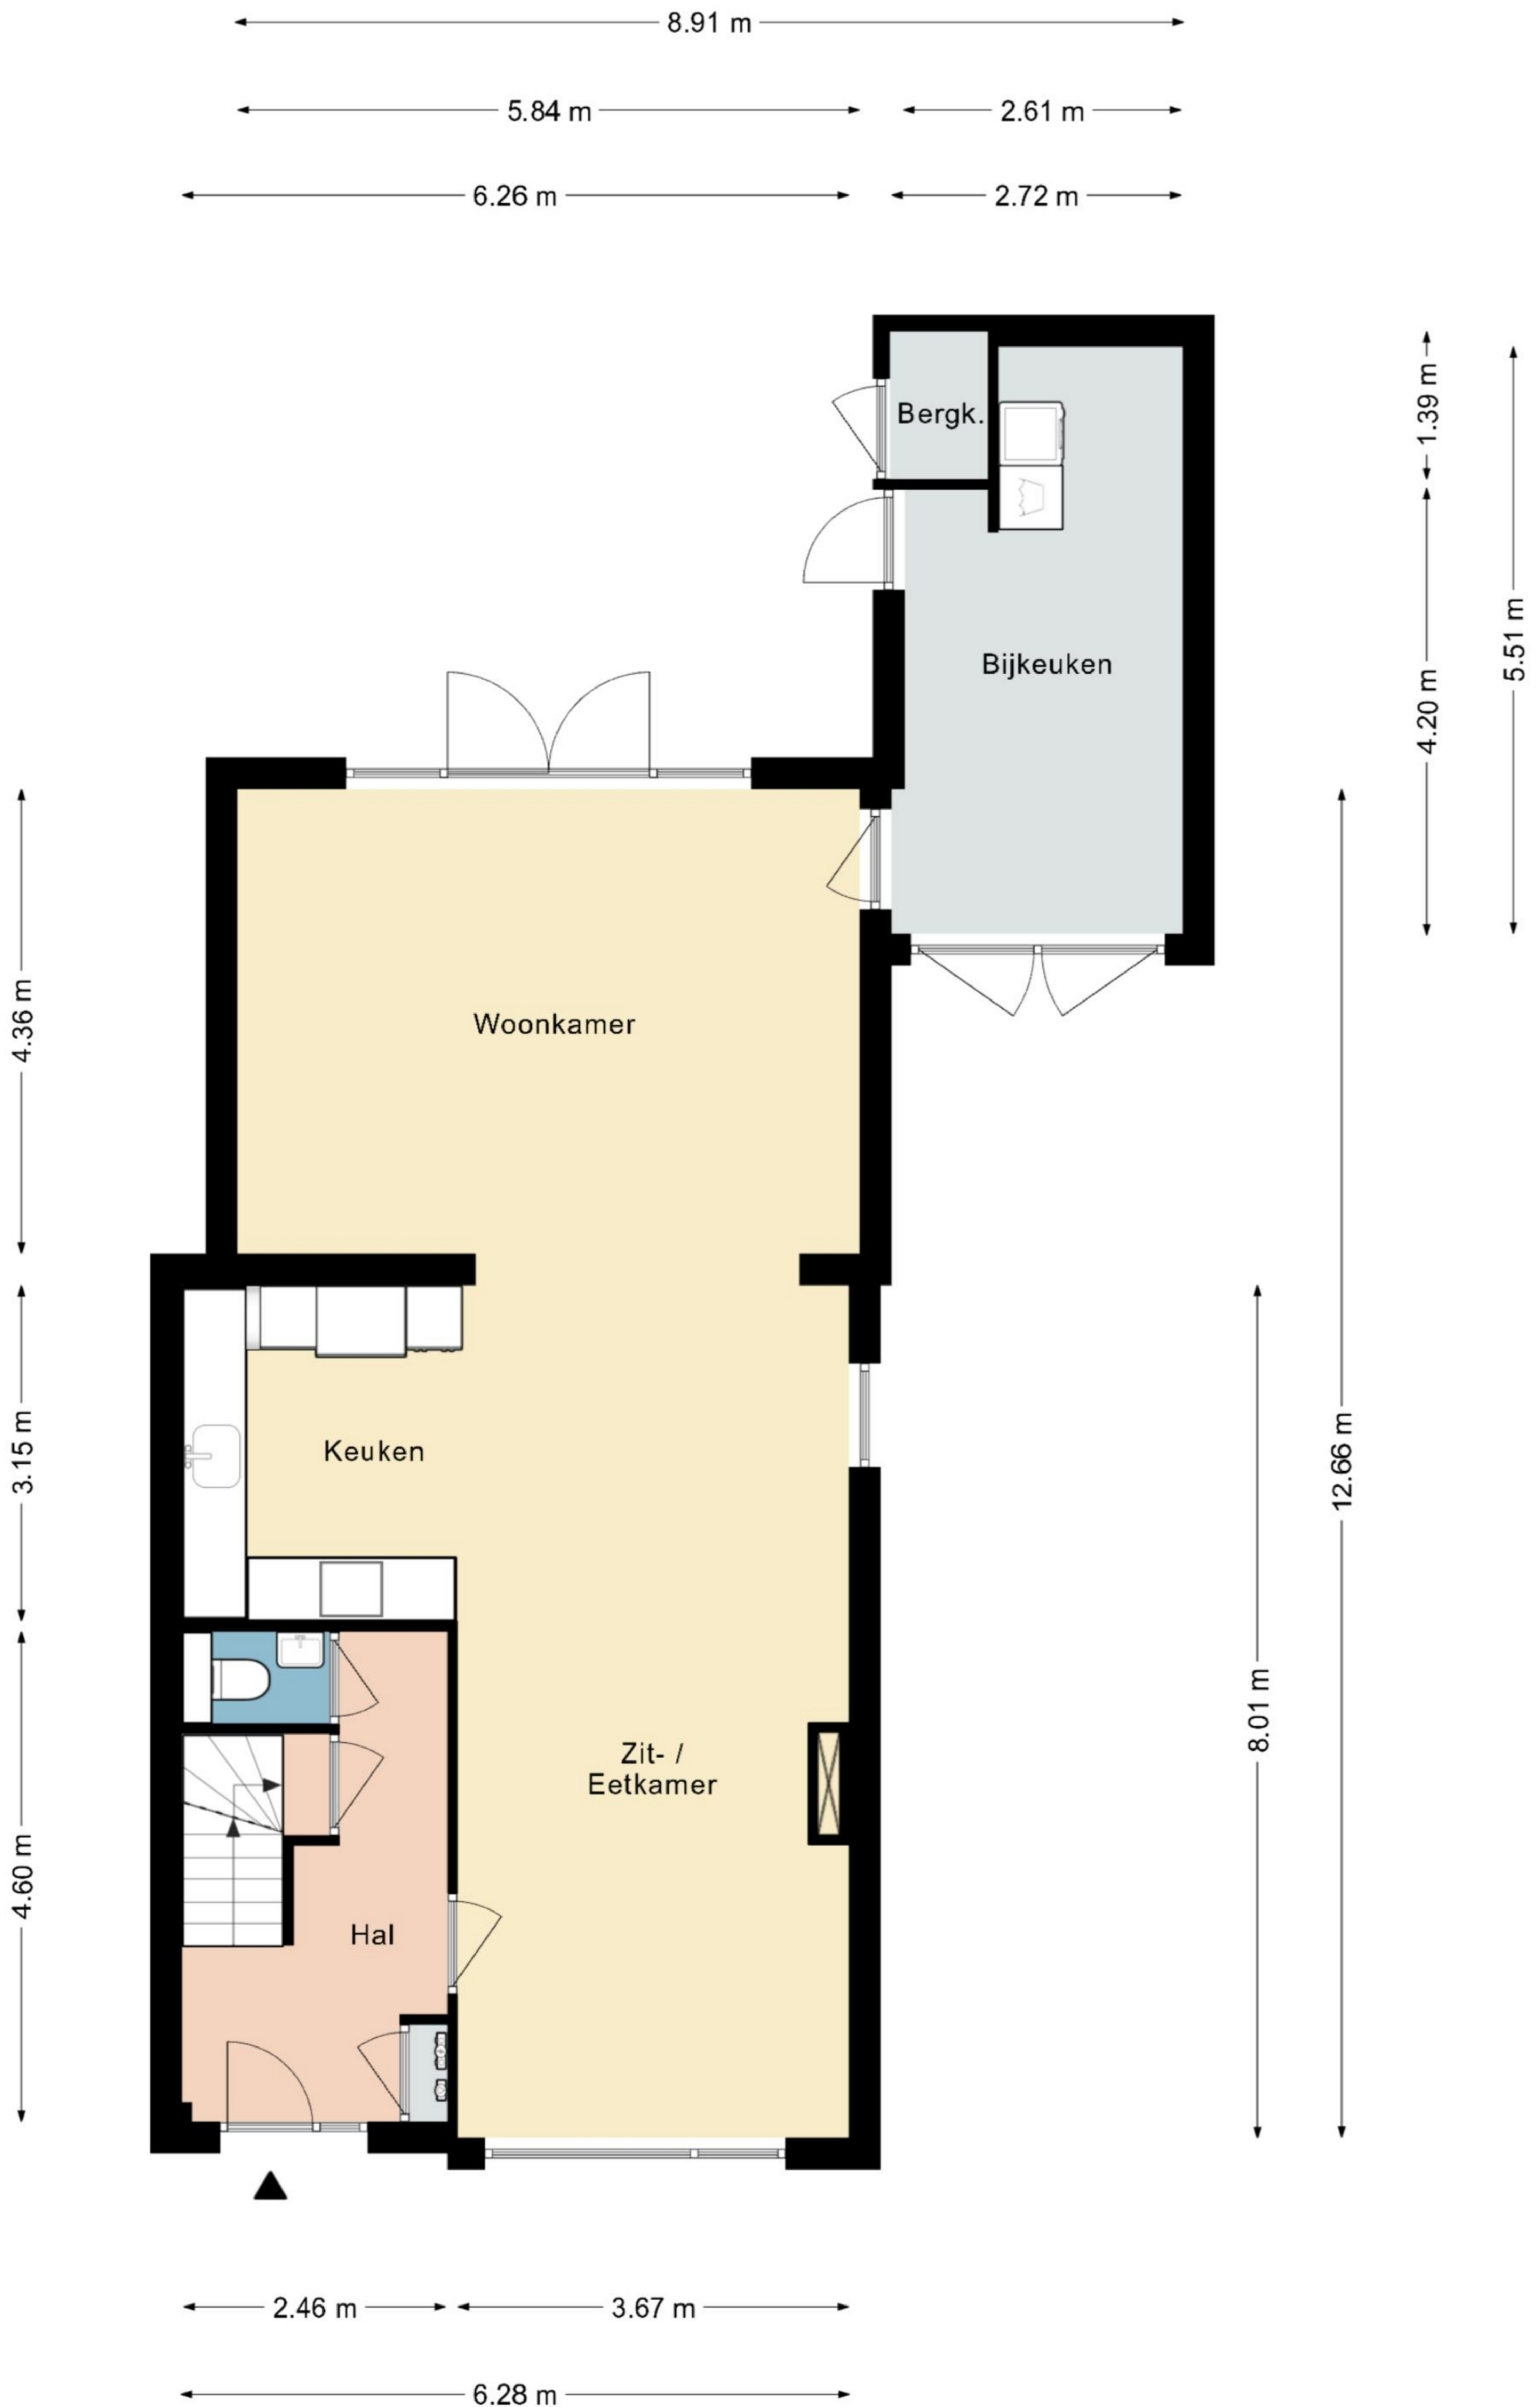 8.91 m
5.84 m
2.61 m
6.26 m
2.72 m
1.39 m
Bergk.
5.51 m
Bijkeuken
4.20 m
4.36 m
Woonkamer
3.15 m
Keuken
12.66 m
8.01 m
Zit- /
Eetkamer
4.60 m
Hal
2.46 m
3.67 m
6.28 m